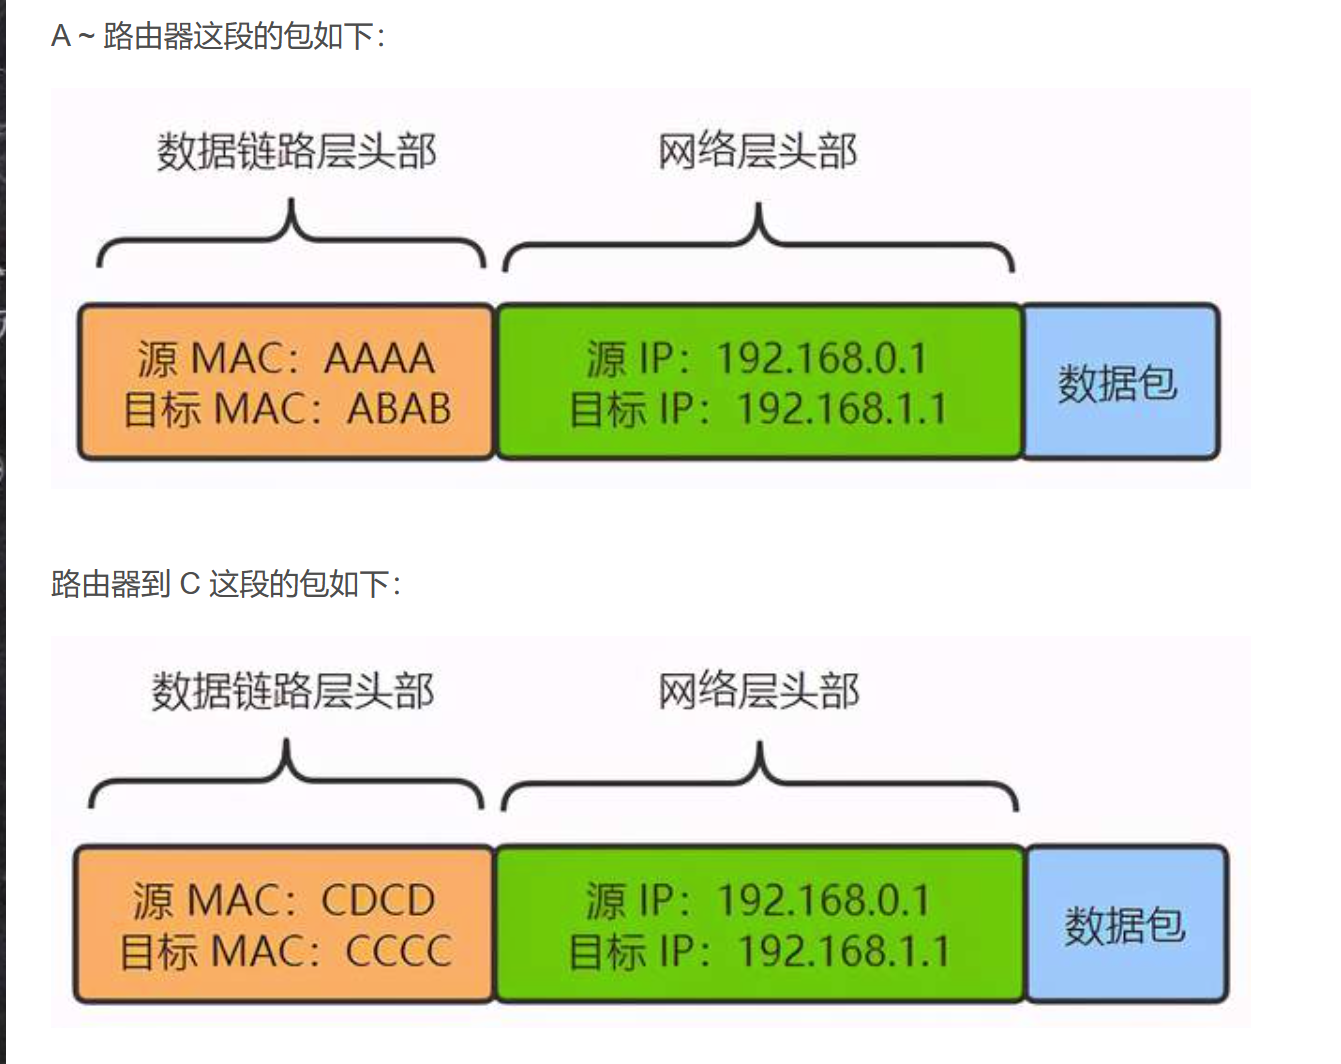 A ~ 路由器这段的包如下：
数据链路层头部
网络层头部
源 MAC：AAAA
目标 MAC：ABAB
源 IP：192.168.0.1
目标 IP：192.168.1.1
数据包
路由器到 C 这段的包如下：
数据链路层头部
网络层头部
源 MAC：CDCD
目标 MAC：CCCC
源 IP：192.168.0.1
目标 IP：192.168.1.1
数据包